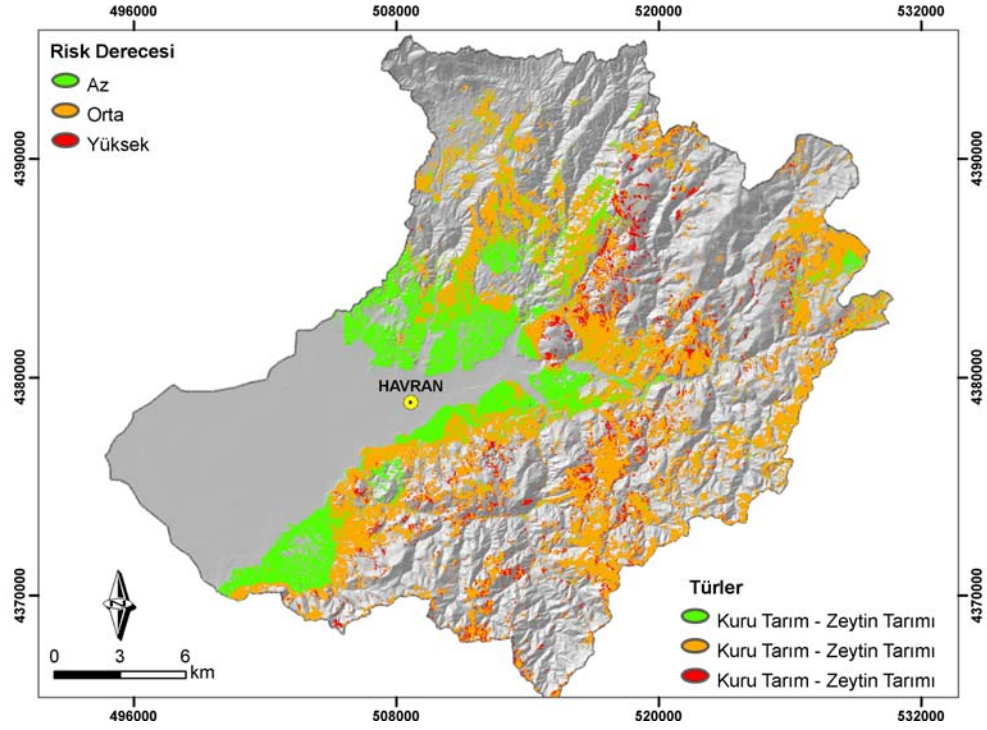 496000
508000
520000
532000
Risk Derecesi
Az
Orta
Yüksek
4390000
4390000
4380000
4380000
HAVRAN
4370000
4370000
Türler
Kuru Tarım - Zeytin Tarımı
Kuru Tarım - Zeytin Tarımı
Kuru Tarım - Zeytin Tarımı
N
0 3 6
km
496000
508000
520000
532000